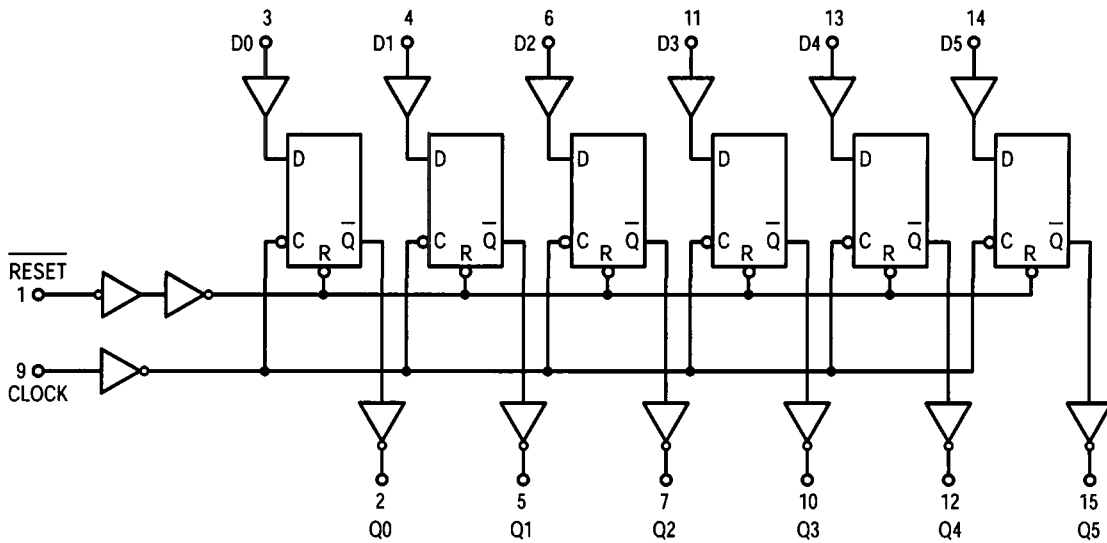 3 4 6 11 13 14
D0 D1 D2 D3 D4 D5
D D D D D D
C R Q̅ C R Q̅ C R Q̅ C R Q̅ C R Q̅ C R Q̅
R̅E̅S̅E̅T̅
1
9
CLOCK
2 5 7 10 12 15
Q0 Q1 Q2 Q3 Q4 Q5